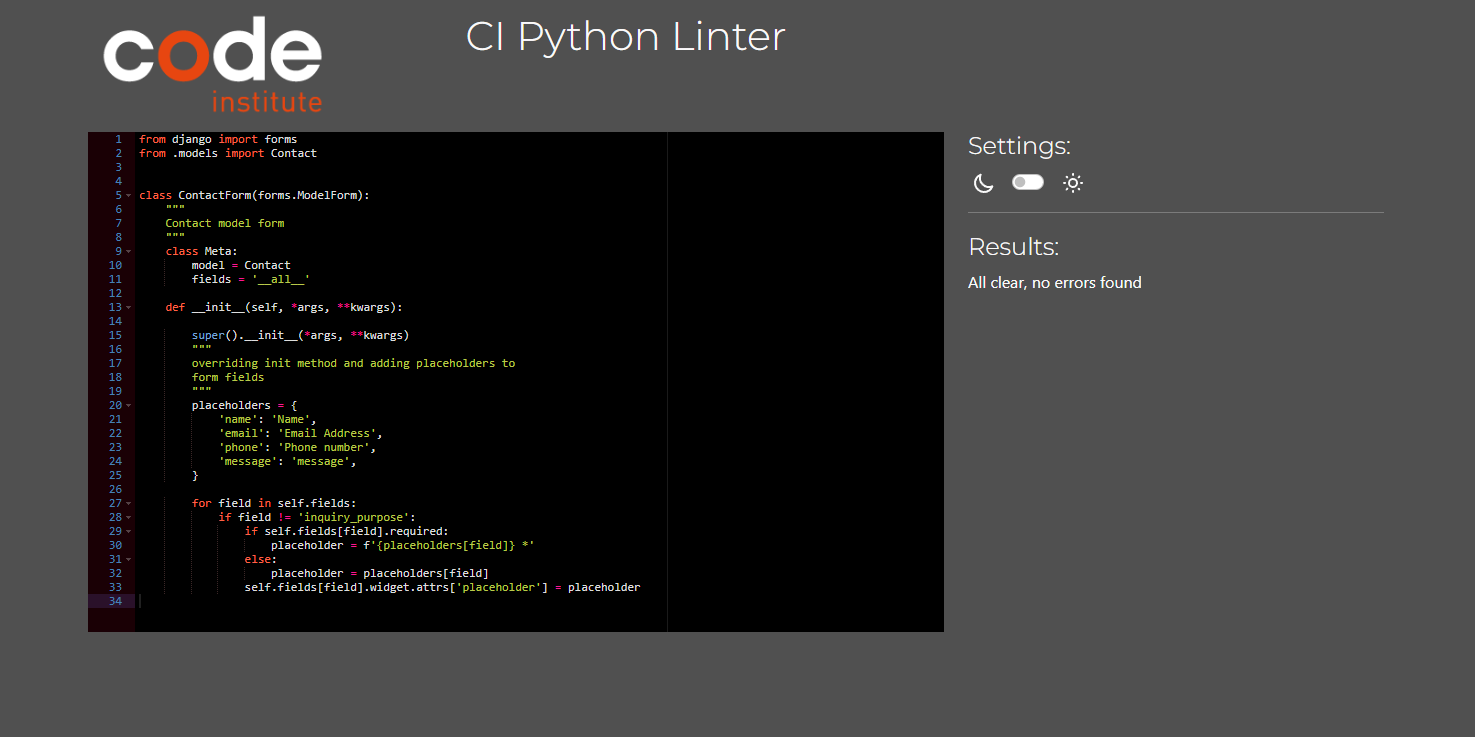 code
institute
CI Python Linter
1 from django import forms
2 from .models import Contact
3
4
5 class ContactForm(forms.ModelForm):
6     """
7     Contact model form
8     """
9     class Meta:
10         model = Contact
11         fields = '__all__'
12
13     def __init__(self, *args, **kwargs):
14
15         super().__init__(*args, **kwargs)
16         """
17         overriding init method and adding placeholders to
18         form fields
19         """
20         placeholders = {
21             'name': 'Name',
22             'email': 'Email Address',
23             'phone': 'Phone number',
24             'message': 'message',
25         }
26
27         for field in self.fields:
28             if field != 'inquiry_purpose':
29                 if self.fields[field].required:
30                     placeholder = f'{placeholders[field]} *'
31                 else:
32                     placeholder = placeholders[field]
33                 self.fields[field].widget.attrs['placeholder'] = placeholder
34
Settings:
Results:
All clear, no errors found